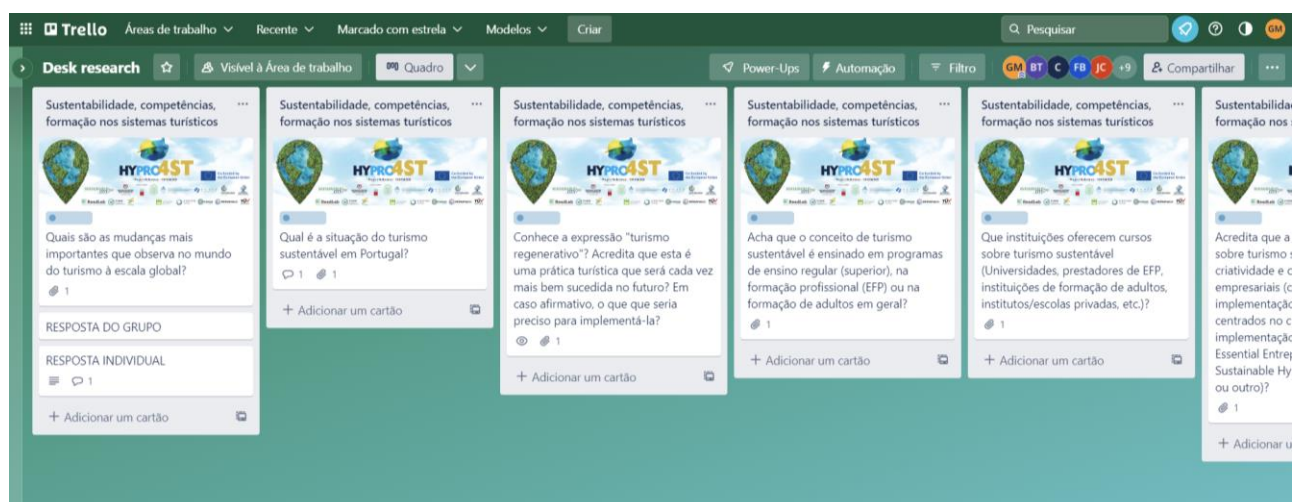 Trello
Áreas de trabalho
Recente
Marcado com estrela
Modelos
Criar
Pesquisar
GM
Desk research
Visível à Área de trabalho
Quadro
Power-Ups
Automação
Filtro
GM
BT
C
FB
JC
+9
Compartilhar
Sustentabilidade, competências,
formação nos sistemas turísticos
HYPRO4ST
Quais são as mudanças mais
importantes que observa no mundo
do turismo à escala global?
1
RESPOSTA DO GRUPO
RESPOSTA INDIVIDUAL
1
+ Adicionar um cartão
Sustentabilidade, competências,
formação nos sistemas turísticos
HYPRO4ST
Qual é a situação do turismo
sustentável em Portugal?
1 1
+ Adicionar um cartão
Sustentabilidade, competências,
formação nos sistemas turísticos
HYPRO4ST
Conhece a expressão "turismo
regenerativo"? Acredita que esta é
uma prática turística que será cada vez
mais bem sucedida no futuro? Em
caso afirmativo, o que que seria
preciso para implementá-la?
1
+ Adicionar um cartão
Sustentabilidade, competências,
formação nos sistemas turísticos
HYPRO4ST
Acha que o conceito de turismo
sustentável é ensinado em programas
de ensino regular (superior), na
formação profissional (EFP) ou na
formação de adultos em geral?
1
+ Adicionar um cartão
Sustentabilidade, competências,
formação nos sistemas turísticos
HYPRO4ST
Que instituições oferecem cursos
sobre turismo sustentável
(Universidades, prestadores de EFP,
instituições de formação de adultos,
institutos/escolas privadas, etc.)?
1
+ Adicionar um cartão
Sustentabilida
formação nos
Acredita que a
sobre turismo s
criatividade e c
empresariais (c
implementação
centrados no c
implementação
Essential Entrep
Sustainable Hy
ou outro)?
1
+ Adicionar u